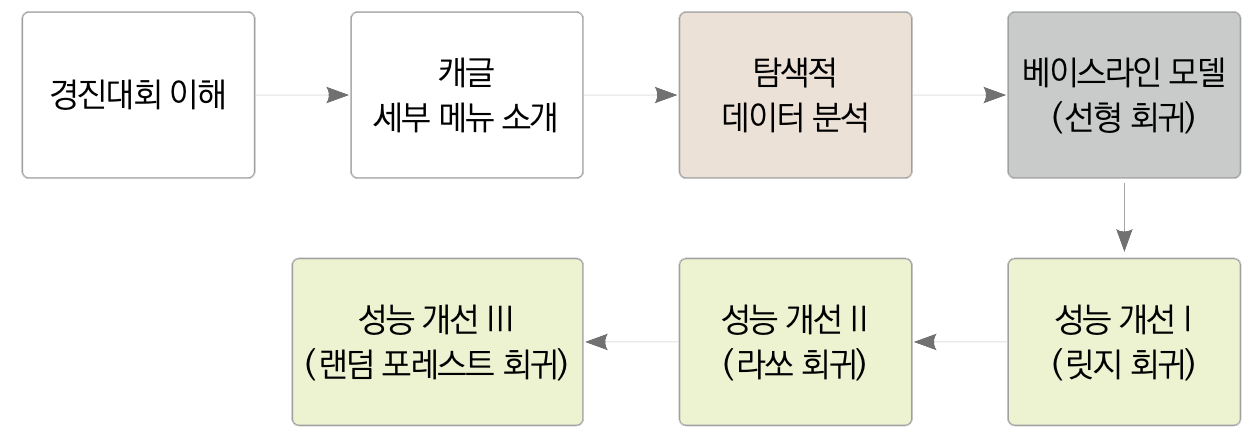 경진대회 이해
캐글
세부 메뉴 소개
탐색적
데이터 분석
베이스라인 모델
(선형 회귀)
성능 개선 I
(릿지 회귀)
성능 개선 II
(라쏘 회귀)
성능 개선 III
(랜덤 포레스트 회귀)